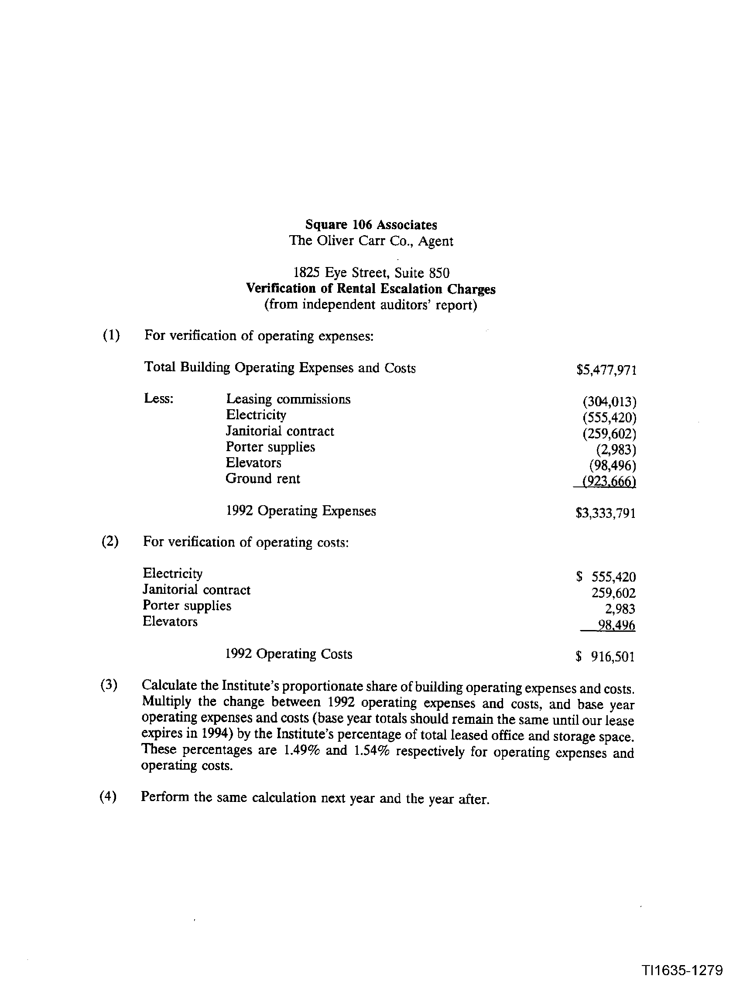 Square 106 Associates
The Oliver Carr Co., Agent
1825 Eye Street, Suite 850
Verification of Rental Escalation Charges
(from independent auditors' report)
(1) For verification of operating expenses:
Total Building Operating Expenses and Costs $5,477,971
Less: Leasing commissions (304,013)
Electricity (555,420)
Janitorial contract (259,602)
Porter supplies (2,983)
Elevators (98,496)
Ground rent (923,666)
1992 Operating Expenses $3,333,791
(2) For verification of operating costs:
Electricity $ 555,420
Janitorial contract 259,602
Porter supplies 2,983
Elevators 98,496
1992 Operating Costs $ 916,501
(3) Calculate the Institute's proportionate share of building operating expenses and costs.
Multiply the change between 1992 operating expenses and costs, and base year
operating expenses and costs (base year totals should remain the same until our lease
expires in 1994) by the Institute's percentage of total leased office and storage space.
These percentages are 1.49% and 1.54% respectively for operating expenses and
operating costs.
(4) Perform the same calculation next year and the year after.
TI1635-1279